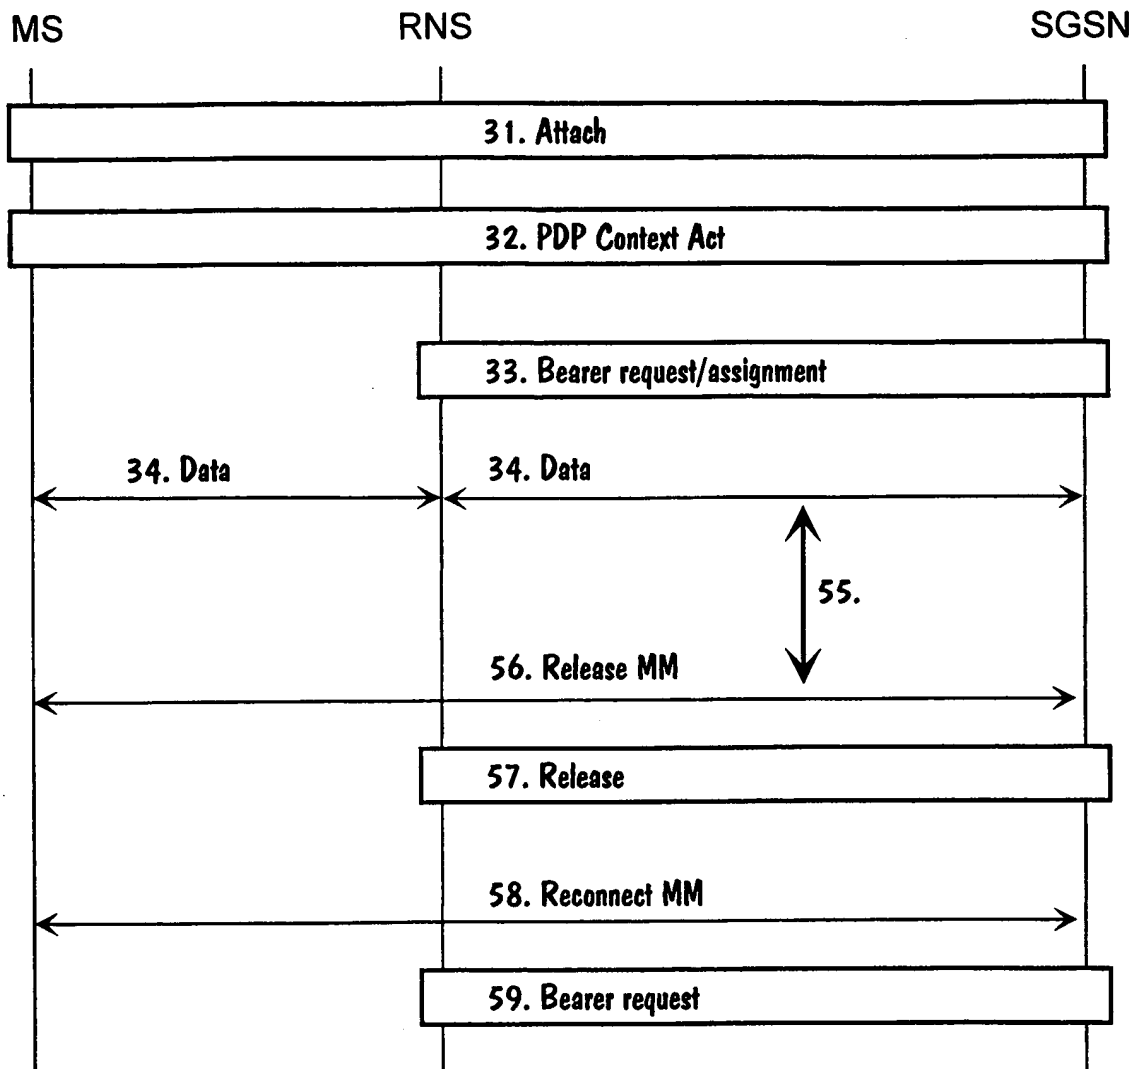 MS RNS SGSN
31. Attach
32. PDP Context Act
33. Bearer request/assignment
34. Data 34. Data
55.
56. Release MM
57. Release
58. Reconnect MM
59. Bearer request